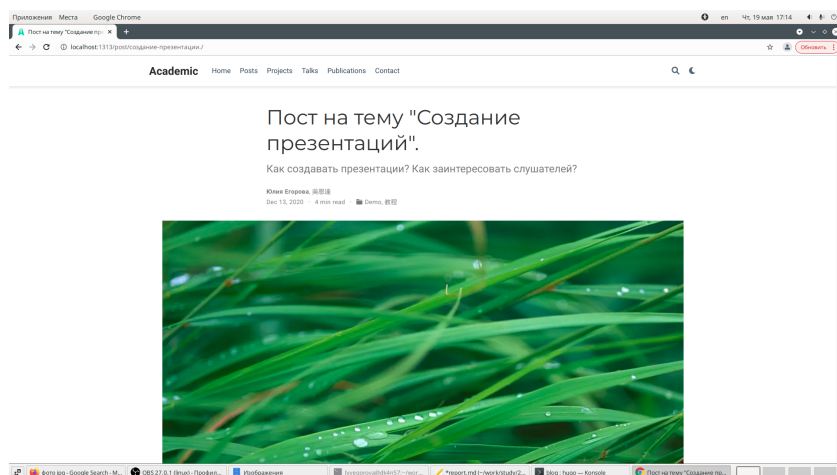 Приложения Места Google Chrome
en Чт, 19 мая 17:14
Пост на тему "Создание пр
localhost:1313/post/создание-презентации./
Обновить
Academic Home Posts Projects Talks Publications Contact
Пост на тему "Создание
презентаций".
Как создавать презентации? Как заинтересовать слушателей?
Юлия Егорова, 吳恩達
Dec 13, 2020 · 4 min read · Demo, 教程
фото jpg - Google Search - M... OBS 27.0.1 (linux) - Профил... Изображения *report.md (~/work/study/2... blog : hugo — Konsole Пост на тему "Создание пр...